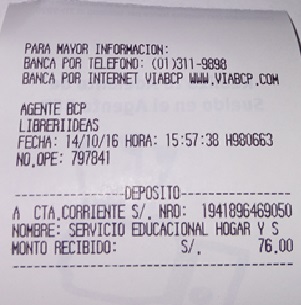 PARA MAYOR INFORMACION:
BANCA POR TELEFONO: (01)311-9898
BANCA POR INTERNET VIABCP WWW.VIABCP.COM
AGENTE BCP
LIBRERIIDEAS
FECHA: 14/10/16 HORA: 15:57:38 H980663
NO.OPE: 797841
DEPOSITO
A CTA.CORRIENTE S/. NRO: 1941896469050
NOMBRE: SERVICIO EDUCACIONAL HOGAR Y S
MONTO RECIBIDO: S/. 76.00